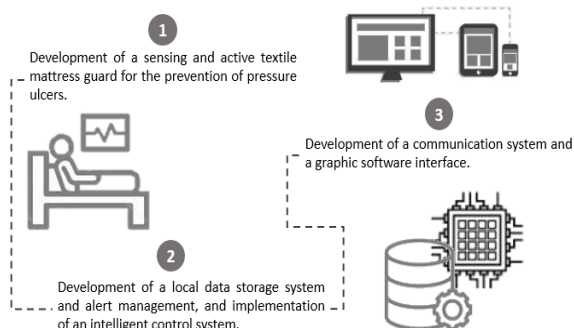 1
Development of a sensing and active textile
mattress guard for the prevention of pressure
ulcers.
2
Development of a local data storage system
and alert management, and implementation
of an intelligent control system.
3
Development of a communication system and
a graphic software interface.